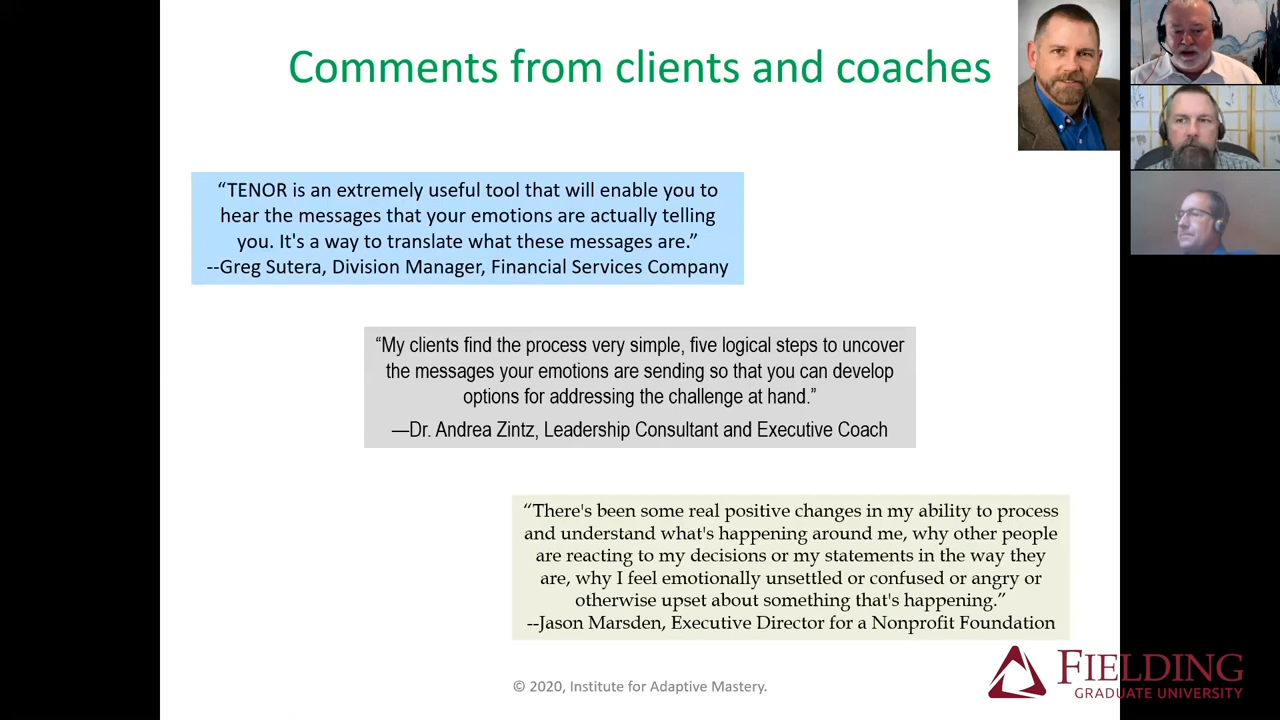 Comments from clients and coaches
“TENOR is an extremely useful tool that will enable you to
hear the messages that your emotions are actually telling
you. It's a way to translate what these messages are.”
--Greg Sutera, Division Manager, Financial Services Company
“My clients find the process very simple, five logical steps to uncover
the messages your emotions are sending so that you can develop
options for addressing the challenge at hand.”
—Dr. Andrea Zintz, Leadership Consultant and Executive Coach
“There's been some real positive changes in my ability to process
and understand what's happening around me, why other people
are reacting to my decisions or my statements in the way they
are, why I feel emotionally unsettled or confused or angry or
otherwise upset about something that's happening.”
--Jason Marsden, Executive Director for a Nonprofit Foundation
© 2020, Institute for Adaptive Mastery.
FIELDING
GRADUATE UNIVERSITY